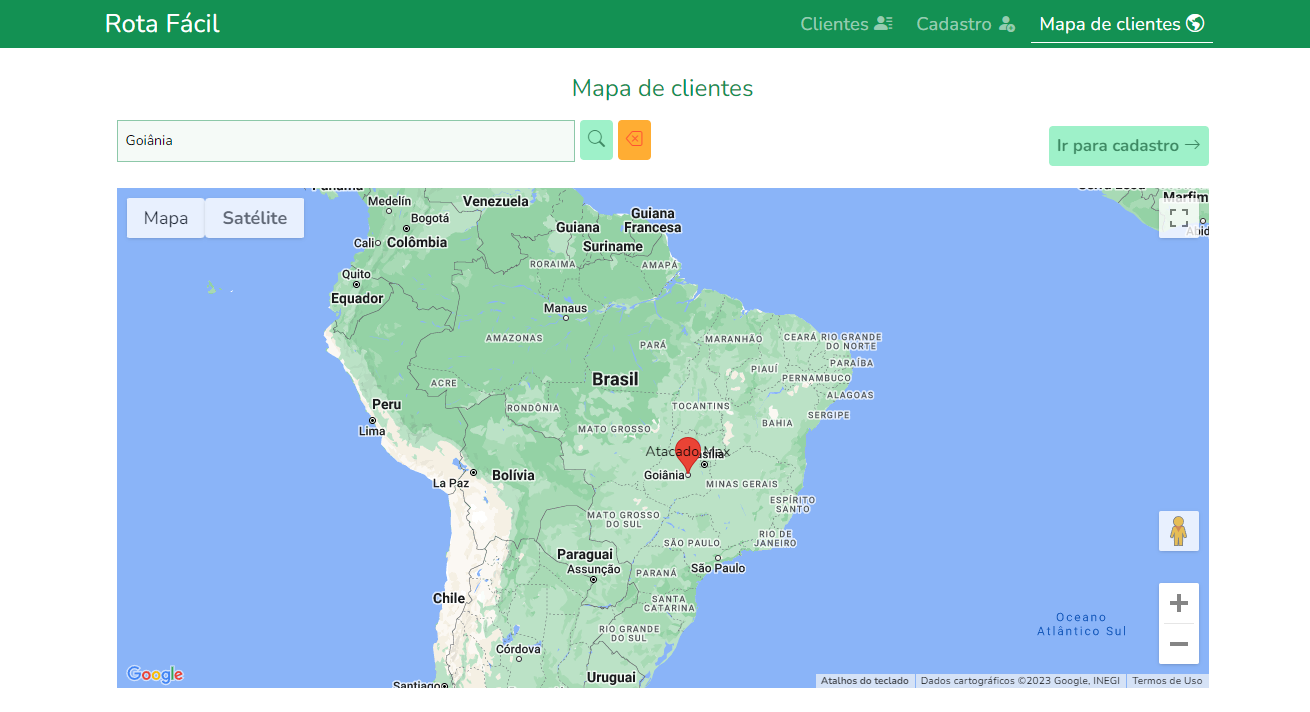 Rota Fácil
Clientes
Cadastro
Mapa de clientes
Mapa de clientes
Goiânia
Ir para cadastro
Mapa
Satélite
Panamá
Medellín
Venezuela
Bogotá
Cali
Colômbia
Guiana
Guiana
Francesa
Suriname
Marfim
Abid
RORAIMA
AMAPÁ
Quito
Equador
Manaus
AMAZONAS
PARÁ
MARANHÃO
CEARÁ
RIO GRANDE
DO NORTE
PARAÍBA
PIAUÍ
PERNAMBUCO
ACRE
Brasil
ALAGOAS
SERGIPE
Peru
RONDÔNIA
TOCANTINS
BAHIA
Lima
MATO GROSSO
Atacado Max
Goiânia
Bolívia
La Paz
MINAS GERAIS
ESPÍRITO
SANTO
MATO GROSSO
DO SUL
RIO DE
JANEIRO
SÃO PAULO
Paraguai
Assunção
São Paulo
PARANÁ
Chile
SANTA
CATARINA
Oceano
Atlântico Sul
RIO GRANDE
DO SUL
Córdova
Uruguai
Santiago
Google
Atalhos do teclado
Dados cartográficos ©2023 Google, INEGI
Termos de Uso